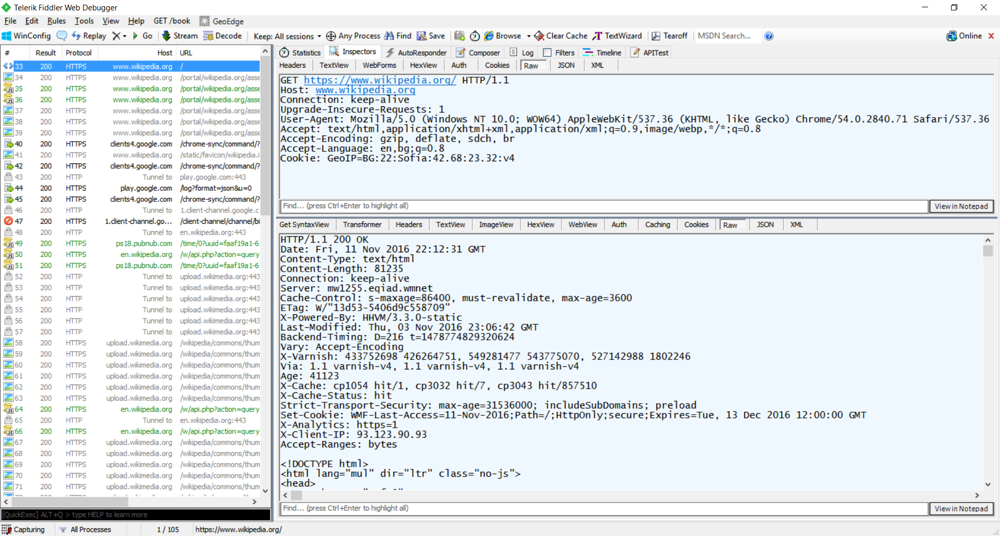 Telerik Fiddler Web Debugger
File Edit Rules Tools View Help GET /book GeoEdge
WinConfig Replay Go Stream Decode Keep: All sessions Any Process Find Save Browse Clear Cache TextWizard Tearoff MSDN Search... Online
# Result Protocol Host URL
33 200 HTTPS www.wikipedia.org /
34 200 HTTPS www.wikipedia.org /portal/wikipedia.org/asse
35 200 HTTPS www.wikipedia.org /portal/wikipedia.org/asse
36 200 HTTPS www.wikipedia.org /portal/wikipedia.org/asse
37 200 HTTPS www.wikipedia.org /portal/wikipedia.org/asse
38 200 HTTPS www.wikipedia.org /portal/wikipedia.org/asse
39 200 HTTPS www.wikipedia.org /portal/wikipedia.org/asse
40 200 HTTPS clients4.google.com /chrome-sync/command/?
41 200 HTTPS www.wikipedia.org /static/favicon/wikipedia.i
42 200 HTTPS clients4.google.com /chrome-sync/command/?
43 200 HTTP Tunnel to play.google.com:443
44 200 HTTPS play.google.com /log?format=json&u=0
45 200 HTTPS clients4.google.com /chrome-sync/command/?
46 200 HTTP Tunnel to 1.client-channel.google.c
47 200 HTTPS 1.client-channel.go... /client-channel/channel/bi
48 200 HTTP Tunnel to en.wikipedia.org:443
49 200 HTTPS ps18.pubnub.com /time/0?uuid=faaf19a1-6
50 200 HTTPS en.wikipedia.org /w/api.php?action=query
51 200 HTTPS ps18.pubnub.com /time/0?uuid=faaf19a1-6
52 200 HTTP Tunnel to upload.wikimedia.org:443
53 200 HTTP Tunnel to upload.wikimedia.org:443
54 200 HTTP Tunnel to upload.wikimedia.org:443
55 200 HTTP Tunnel to upload.wikimedia.org:443
56 200 HTTP Tunnel to upload.wikimedia.org:443
57 200 HTTP Tunnel to upload.wikimedia.org:443
58 200 HTTPS upload.wikimedia.org /wikipedia/commons/thum
59 200 HTTPS upload.wikimedia.org /wikipedia/commons/thum
60 200 HTTPS upload.wikimedia.org /wikipedia/commons/thum
61 200 HTTPS upload.wikimedia.org /wikipedia/commons/thum
62 200 HTTPS upload.wikimedia.org /wikipedia/commons/thum
63 200 HTTPS upload.wikimedia.org /wikipedia/commons/thum
64 200 HTTPS en.wikipedia.org /w/api.php?action=query
65 200 HTTP Tunnel to en.wikipedia.org:443
66 200 HTTPS en.wikipedia.org /w/api.php?action=query
67 200 HTTPS upload.wikimedia.org /wikipedia/commons/thum
68 200 HTTPS upload.wikimedia.org /wikipedia/commons/thum
69 200 HTTPS upload.wikimedia.org /wikipedia/commons/thum
70 200 HTTPS upload.wikimedia.org /wikipedia/commons/thum
71 200 HTTPS upload.wikimedia.org /wikipedia/commons/thum
[QuickExec] ALT+Q > type HELP to learn more
Statistics Inspectors AutoResponder Composer Log Filters Timeline APITest
Headers TextView WebForms HexView Auth Cookies Raw JSON XML
GET https://www.wikipedia.org/ HTTP/1.1
Host: www.wikipedia.org
Connection: keep-alive
Upgrade-Insecure-Requests: 1
User-Agent: Mozilla/5.0 (Windows NT 10.0; WOW64) AppleWebKit/537.36 (KHTML, like Gecko) Chrome/54.0.2840.71 Safari/537.36
Accept: text/html,application/xhtml+xml,application/xml;q=0.9,image/webp,*/*;q=0.8
Accept-Encoding: gzip, deflate, sdch, br
Accept-Language: en,bg;q=0.8
Cookie: GeoIP=BG:22:Sofia:42.68:23.32:v4
Find... (press Ctrl+Enter to highlight all) View in Notepad
Get SyntaxView Transformer Headers TextView ImageView HexView WebView Auth Caching Cookies Raw JSON XML
HTTP/1.1 200 OK
Date: Fri, 11 Nov 2016 22:12:31 GMT
Content-Type: text/html
Content-Length: 81235
Connection: keep-alive
Server: mw1255.eqiad.wmnet
Cache-Control: s-maxage=86400, must-revalidate, max-age=3600
ETag: W/"13d53-5406d9c558709"
X-Powered-By: HHVM/3.3.0-static
Last-Modified: Thu, 03 Nov 2016 23:06:42 GMT
Backend-Timing: D=216 t=1478774829320624
Vary: Accept-Encoding
X-Varnish: 433752698 426264751, 549281477 543775070, 527142988 1802246
Via: 1.1 varnish-v4, 1.1 varnish-v4, 1.1 varnish-v4
Age: 41123
X-Cache: cp1054 hit/1, cp3032 hit/7, cp3043 hit/857510
X-Cache-Status: hit
Strict-Transport-Security: max-age=31536000; includeSubDomains; preload
Set-Cookie: WMF-Last-Access=11-Nov-2016;Path=/;HttpOnly;secure;Expires=Tue, 13 Dec 2016 12:00:00 GMT
X-Analytics: https=1
X-Client-IP: 93.123.90.93
Accept-Ranges: bytes
<!DOCTYPE html>
<html lang="mul" dir="ltr" class="no-js">
<head>
Find... (press Ctrl+Enter to highlight all) View in Notepad
Capturing All Processes 1 / 105 https://www.wikipedia.org/